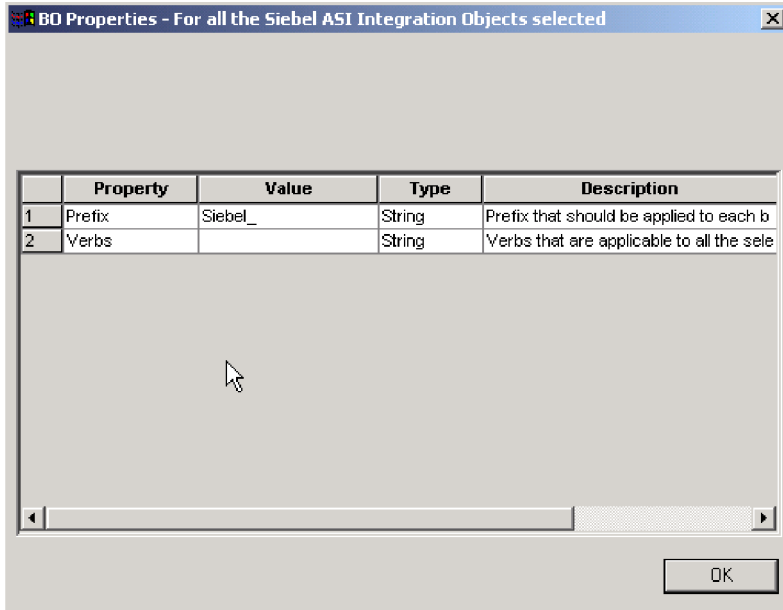 BO Properties - For all the Siebel ASI Integration Objects selected
Property Value Type Description
1 Prefix Siebel_ String Prefix that should be applied to each b
2 Verbs String Verbs that are applicable to all the sele
OK